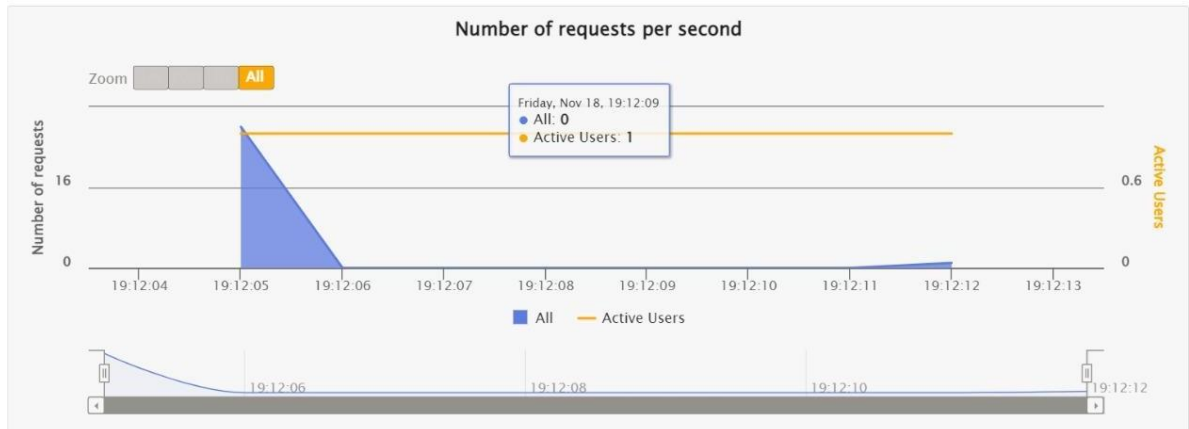 Number of requests per second
Zoom All
Friday, Nov 18, 19:12:09
All: 0
Active Users: 1
Number of requests
16
0
Active Users
0.6
0
19:12:04 19:12:05 19:12:06 19:12:07 19:12:08 19:12:09 19:12:10 19:12:11 19:12:12 19:12:13
All Active Users
19:12:06 19:12:08 19:12:10 19:12:12